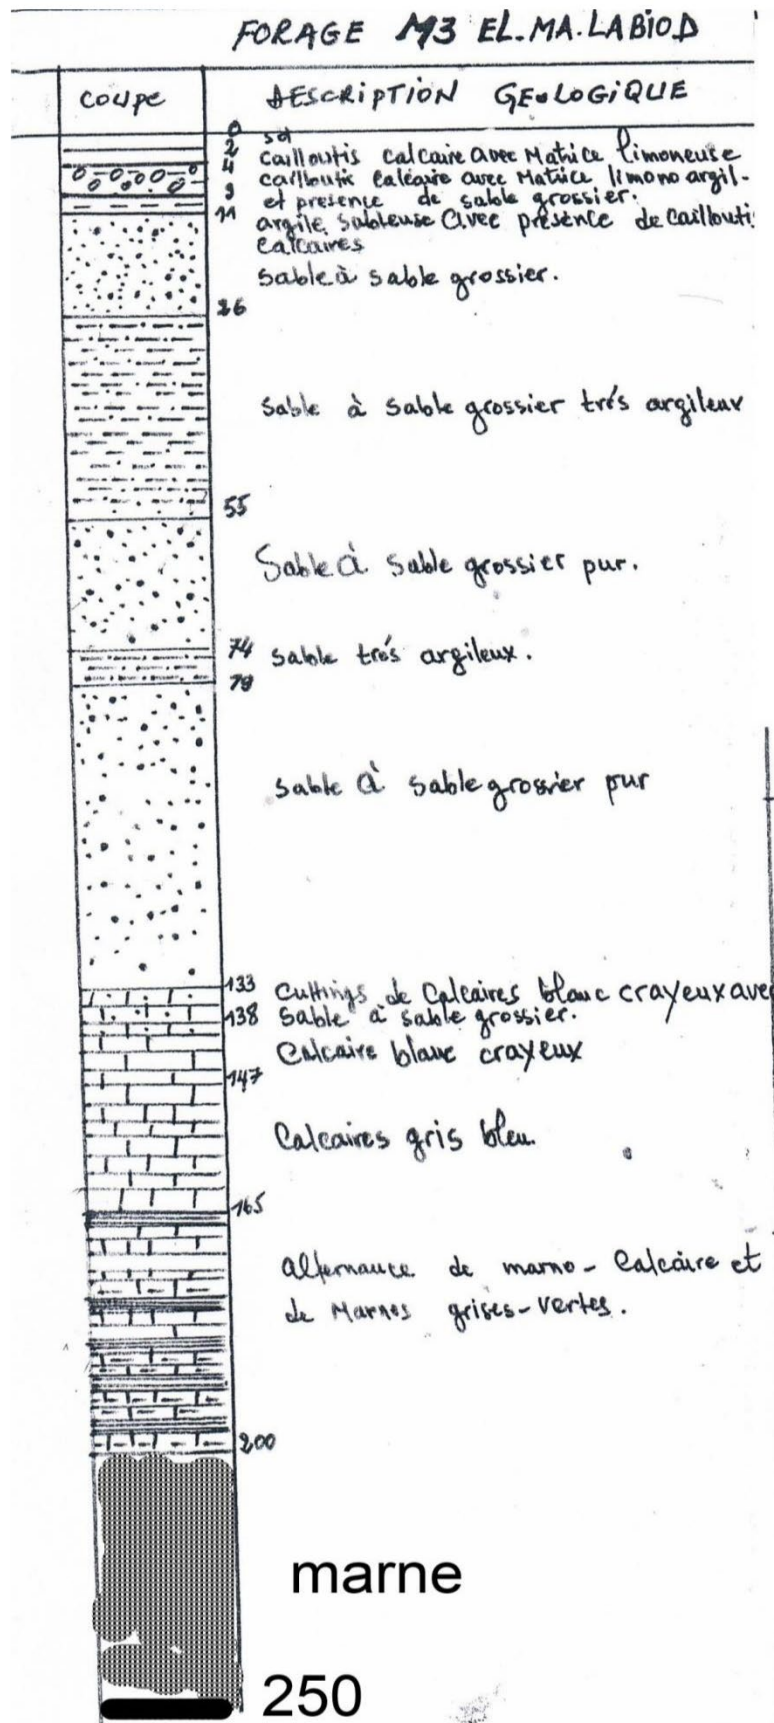 FORAGE M3 EL.MA.LABIOD
COUPE
DESCRIPTION GEOLOGIQUE
0
sol
2
cailloutis calcaire avec Matrice limoneuse
4
cailloutis calcaire avec Matrice limono argil-
9
et presence de sable grossier.
11
argile sableuse avec présence de caillouti
calcaires
sable à sable grossier.
26
sable à sable grossier trés argileux
55
Sable à sable grossier pur.
74
sable trés argileux.
79
sable à sable grossier pur
133
Cuttings de Calcaires blanc crayeux avec
138
Sable à sable grossier.
Calcaire blanc crayeux
147
Calcaires gris bleu.
165
alternance de marno-Calcaire et
de Marnes grises-vertes.
200
marne
250